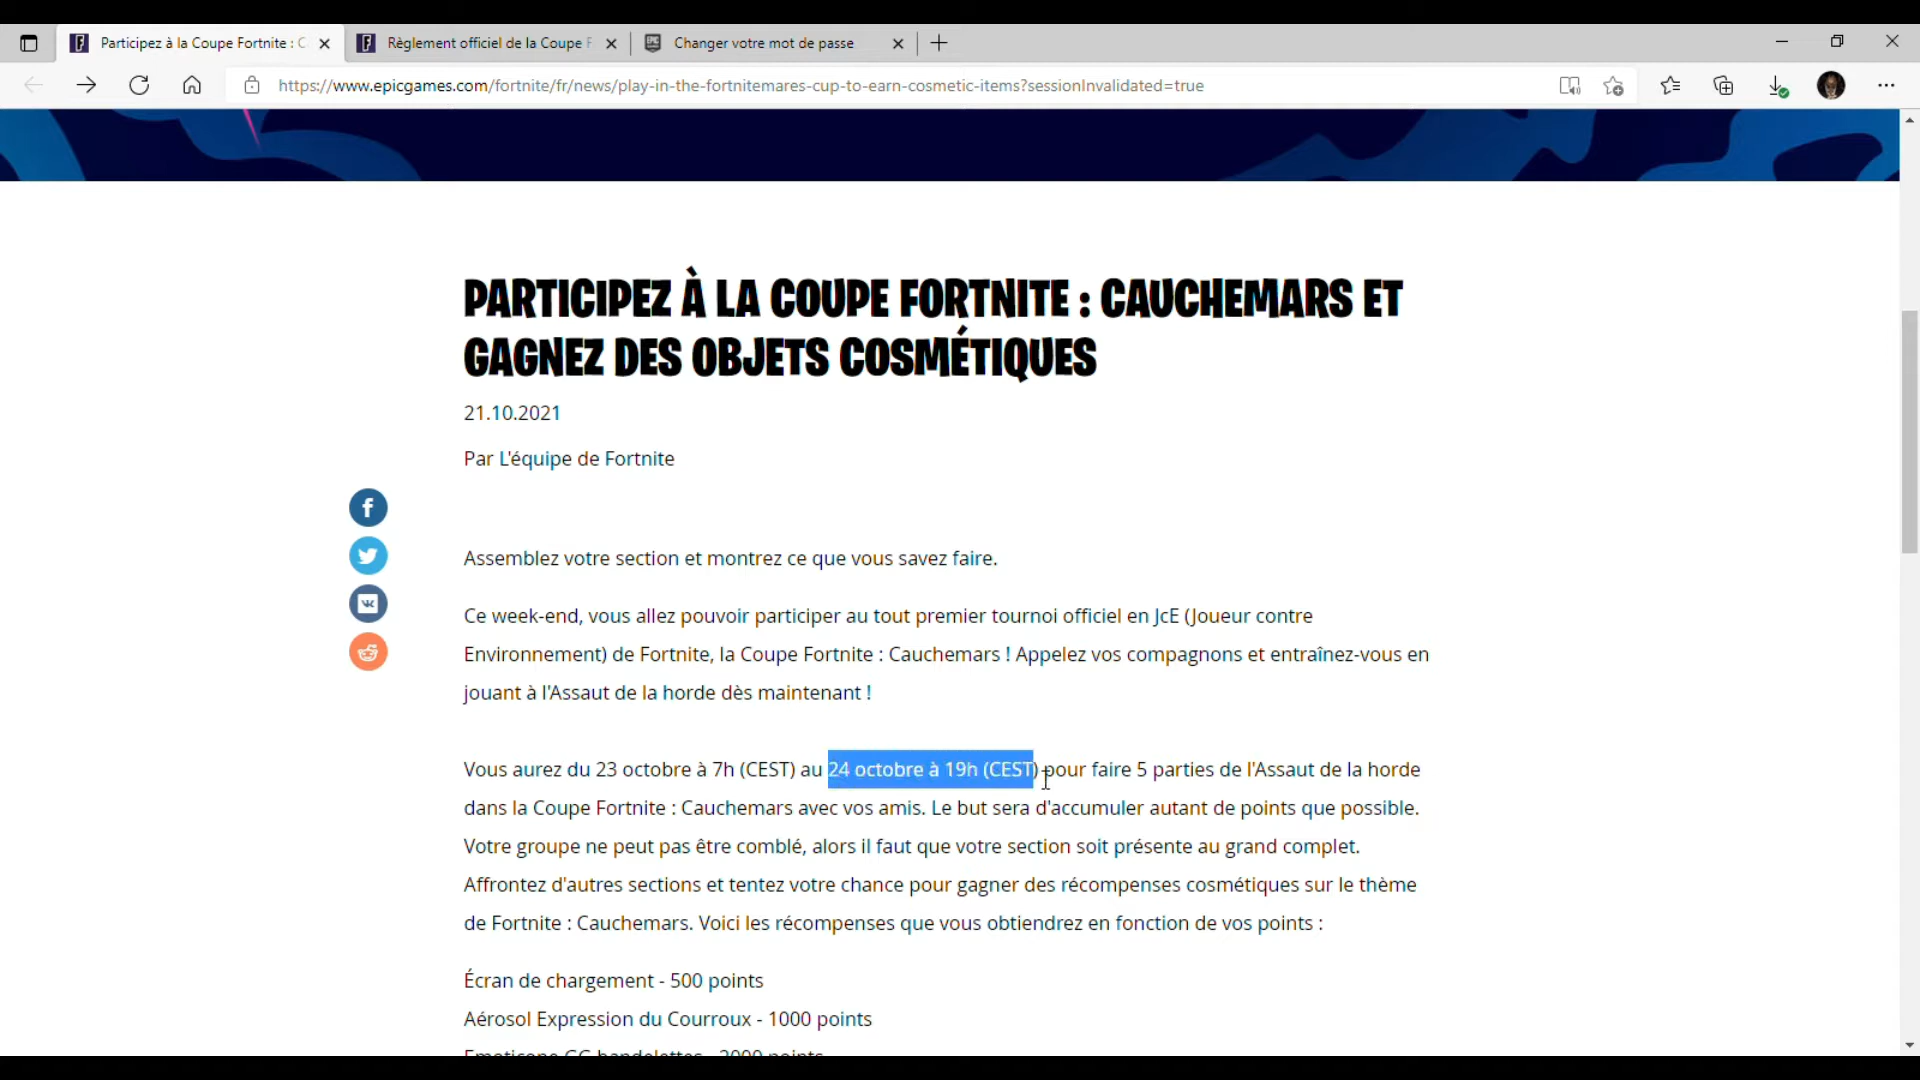 Participez à la Coupe Fortnite : C
Règlement officiel de la Coupe F
Changer votre mot de passe
https://www.epicgames.com/fortnite/fr/news/play-in-the-fortnitemares-cup-to-earn-cosmetic-items?sessionInvalidated=true
PARTICIPEZ À LA COUPE FORTNITE : CAUCHEMARS ET
GAGNEZ DES OBJETS COSMÉTIQUES
21.10.2021
Par L'équipe de Fortnite
Assemblez votre section et montrez ce que vous savez faire.
Ce week-end, vous allez pouvoir participer au tout premier tournoi officiel en JcE (Joueur contre
Environnement) de Fortnite, la Coupe Fortnite : Cauchemars ! Appelez vos compagnons et entraînez-vous en
jouant à l'Assaut de la horde dès maintenant !
Vous aurez du 23 octobre à 7h (CEST) au 24 octobre à 19h (CEST) pour faire 5 parties de l'Assaut de la horde
dans la Coupe Fortnite : Cauchemars avec vos amis. Le but sera d'accumuler autant de points que possible.
Votre groupe ne peut pas être comblé, alors il faut que votre section soit présente au grand complet.
Affrontez d'autres sections et tentez votre chance pour gagner des récompenses cosmétiques sur le thème
de Fortnite : Cauchemars. Voici les récompenses que vous obtiendrez en fonction de vos points :
Écran de chargement - 500 points
Aérosol Expression du Courroux - 1000 points
Emoticone GG bandelettes - 2000 points